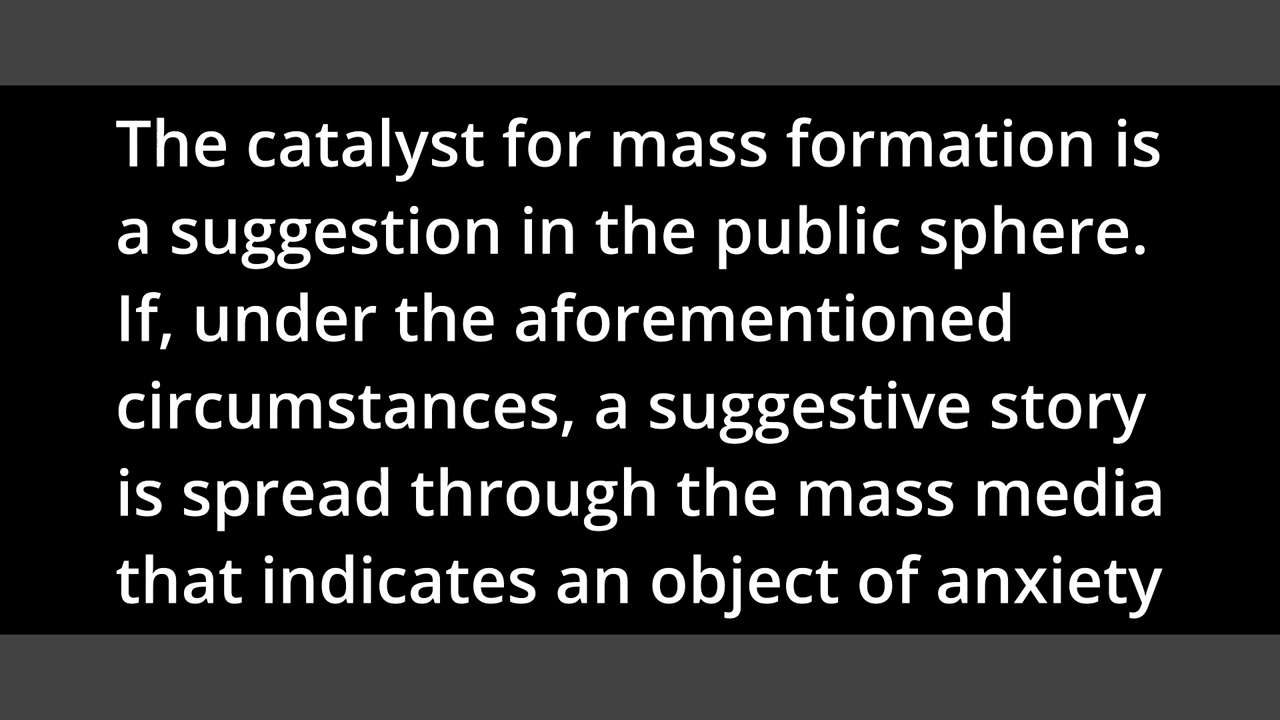 The catalyst for mass formation is
a suggestion in the public sphere.
If, under the aforementioned
circumstances, a suggestive story
is spread through the mass media
that indicates an object of anxiety